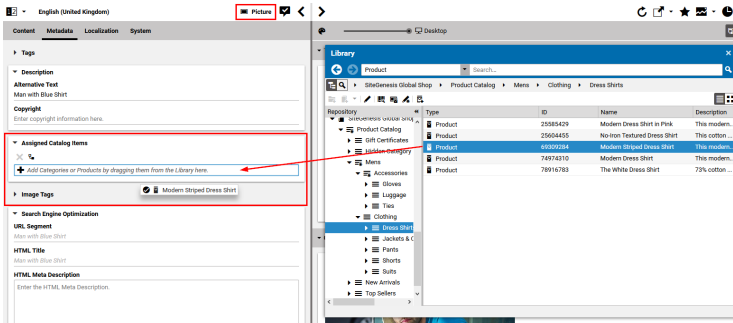 English (United Kingdom)
Picture
Content Metadata Localization System
Tags
Description
Alternative Text
Man with Blue Shirt
Copyright
Enter copyright information here.
Assigned Catalog Items
Add Categories or Products by dragging them from the Library here.
Modern Striped Dress Shirt
Image Tags
Search Engine Optimization
URL Segment
Man with Blue Shirt
HTML Title
Man with Blue Shirt
HTML Meta Description
Enter the HTML Meta Description.
Desktop
Library
Product Search...
SiteGenesis Global Shop Product Catalog Mens Clothing Dress Shirts
Repository
SiteGenesis Global Shop
Product Catalog
Gift Certificates
Hidden Category
Mens
Accessories
Gloves
Luggage
Ties
Clothing
Dress Shirt
Jackets & C
Pants
Shorts
Suits
New Arrivals
Top Sellers
Type ID Name Description
Product 25585429 Modern Dress Shirt in Pink This modern..
Product 25604455 No-Iron Textured Dress Shirt This cotton ...
Product 69309284 Modern Striped Dress Shirt This modern..
Product 74974310 Modern Dress Shirt This modern..
Product 78916783 The White Dress Shirt 73% cotton ...